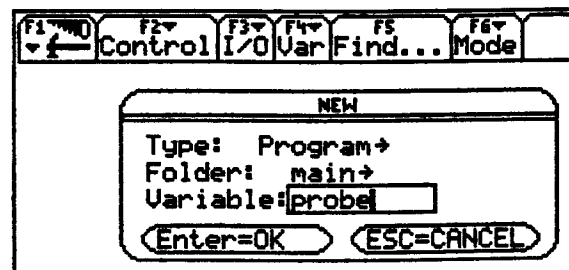 F1 F2 F3 F4 F5 F6
Control I/O Var Find... Mode
NEW
Type: Program→
Folder: main→
Variable: probe
Enter=OK ESC=CANCEL